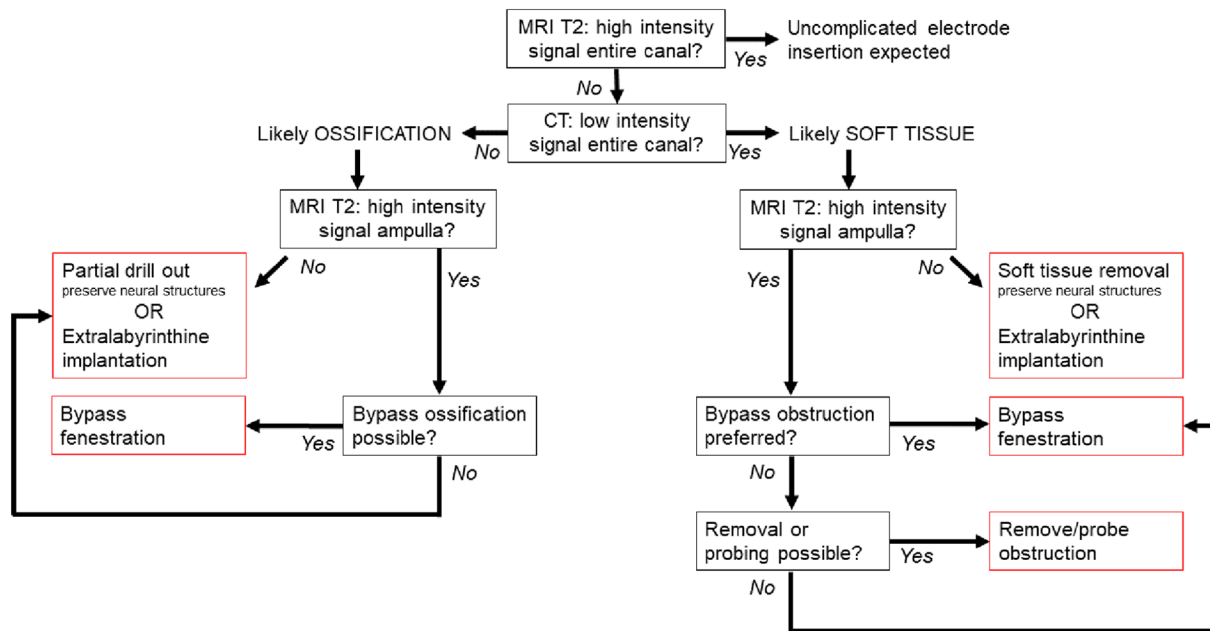 MRI T2: high intensity
signal entire canal?
Yes
Uncomplicated electrode
insertion expected
No
Likely OSSIFICATION
No
CT: low intensity
signal entire canal?
Yes
Likely SOFT TISSUE
MRI T2: high intensity
signal ampulla?
MRI T2: high intensity
signal ampulla?
No
Yes
Yes
No
Partial drill out
preserve neural structures
OR
Extralabyrinthine
implantation
Soft tissue removal
preserve neural structures
OR
Extralabyrinthine
implantation
Bypass
fenestration
Yes
Bypass ossification
possible?
No
Bypass obstruction
preferred?
Yes
Bypass
fenestration
No
Removal or
probing possible?
Yes
Remove/probe
obstruction
No